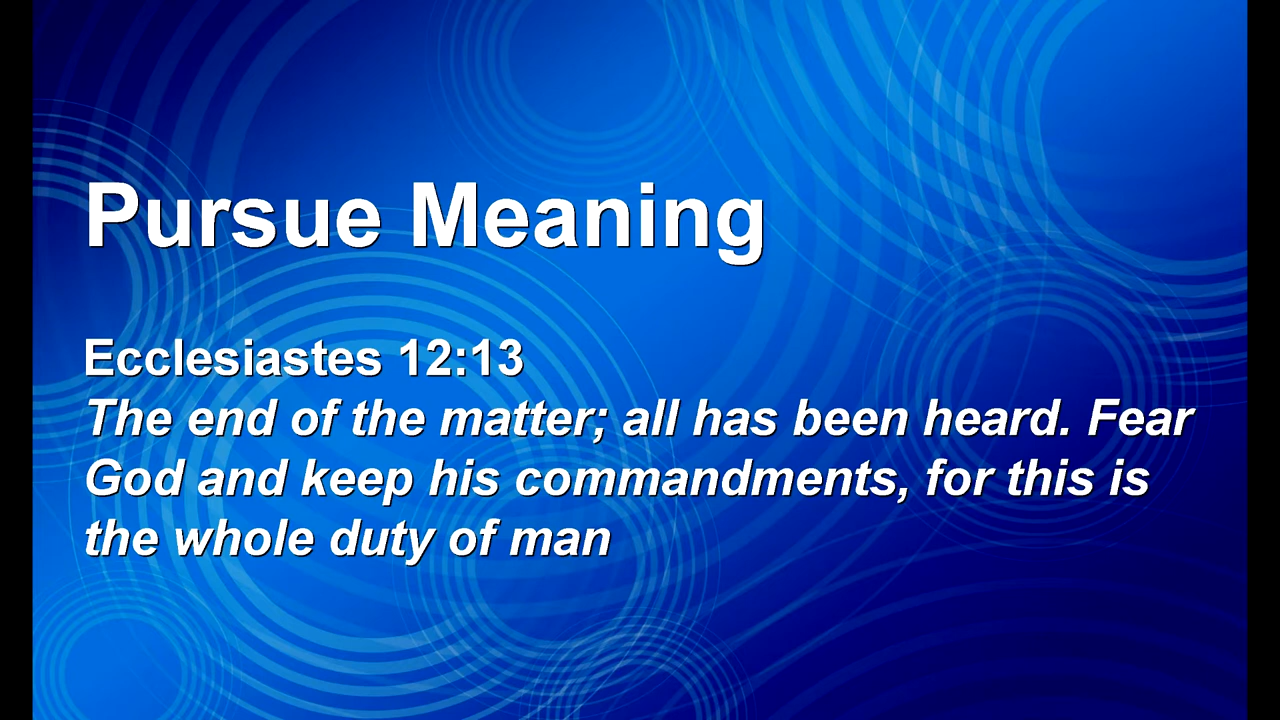 Pursue Meaning
Ecclesiastes 12:13
The end of the matter; all has been heard. Fear
God and keep his commandments, for this is
the whole duty of man